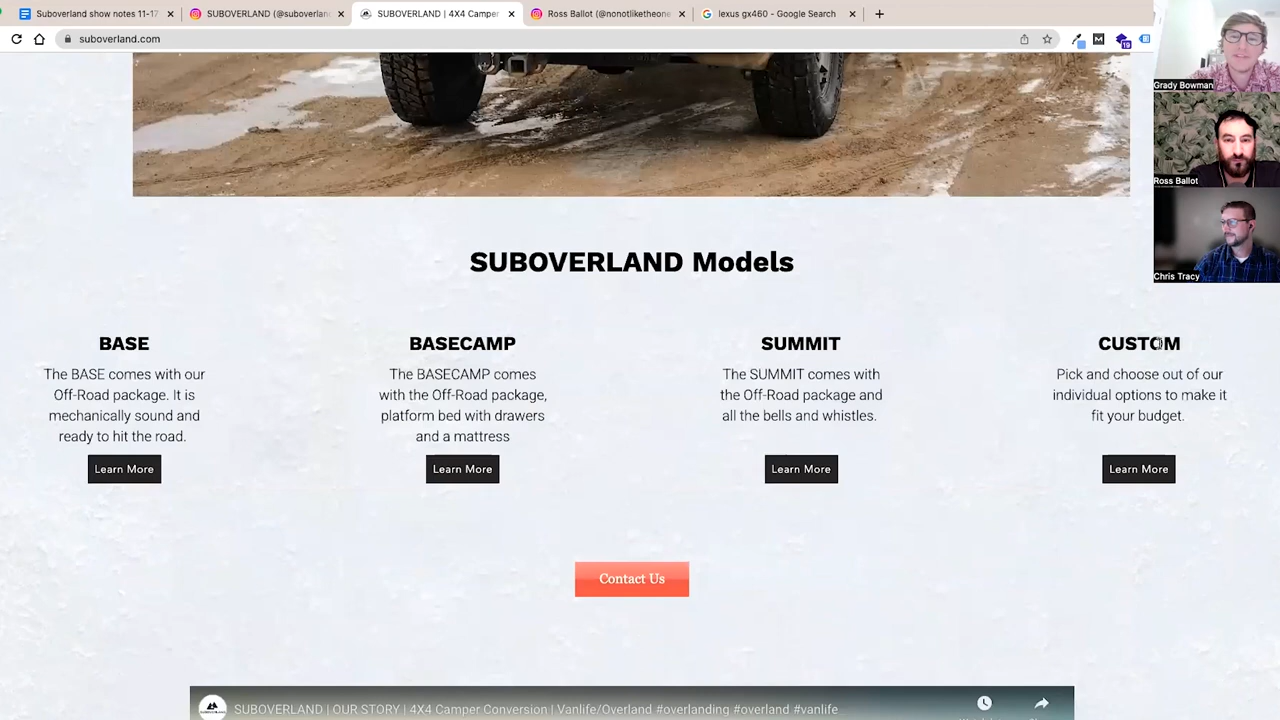 Suboverland show notes 11-17
SUBOVERLAND (@suboverlan
SUBOVERLAND | 4X4 Camper
Ross Ballot (@nonotliketheone
lexus gx460 - Google Search
suboverland.com
19
Grady Bowman
Ross Ballot
Chris Tracy
SUBOVERLAND Models
BASE
The BASE comes with our
Off-Road package. It is
mechanically sound and
ready to hit the road.
Learn More
BASECAMP
The BASECAMP comes
with the Off-Road package,
platform bed with drawers
and a mattress
Learn More
SUMMIT
The SUMMIT comes with
the Off-Road package and
all the bells and whistles.
Learn More
CUSTOM
Pick and choose out of our
individual options to make it
fit your budget.
Learn More
Contact Us
SUBOVERLAND | OUR STORY | 4X4 Camper Conversion | Vanlife/Overland #overlanding #overland #vanlife